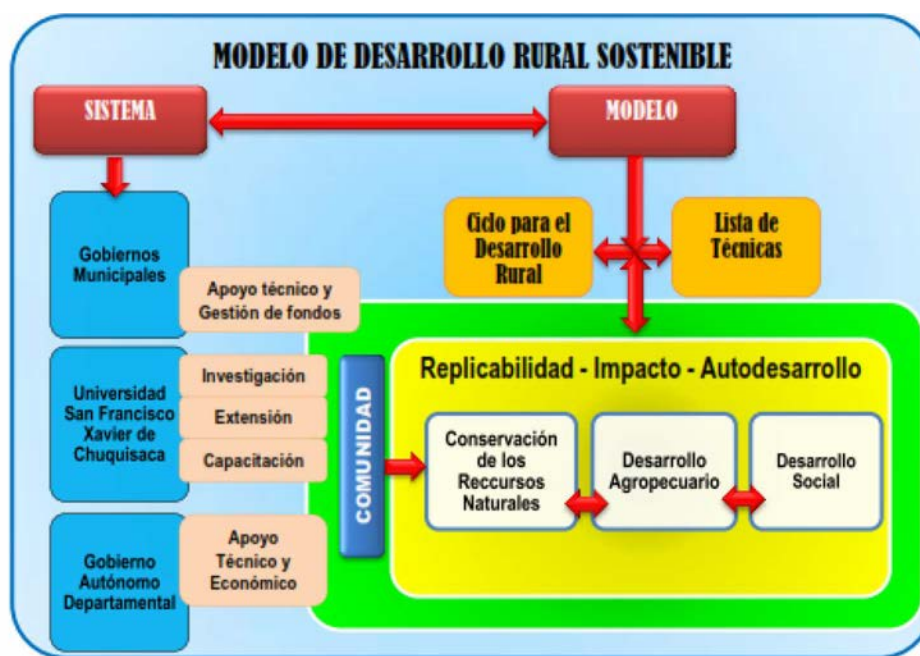 MODELO DE DESARROLLO RURAL SOSTENIBLE
SISTEMA
MODELO
Ciclo para el
Desarrollo
Rural
Lista de
Técnicas
Gobiernos
Municipales
Apoyo técnico y
Gestión de fondos
Universidad
San Francisco
Xavier de
Chuquisaca
Investigación
Extensión
Capacitación
Gobierno
Autónomo
Departamental
Apoyo
Técnico y
Económico
COMUNIDAD
Replicabilidad - Impacto - Autodesarrollo
Conservación
de los
Reccursos
Naturales
Desarrollo
Agropecuario
Desarrollo
Social